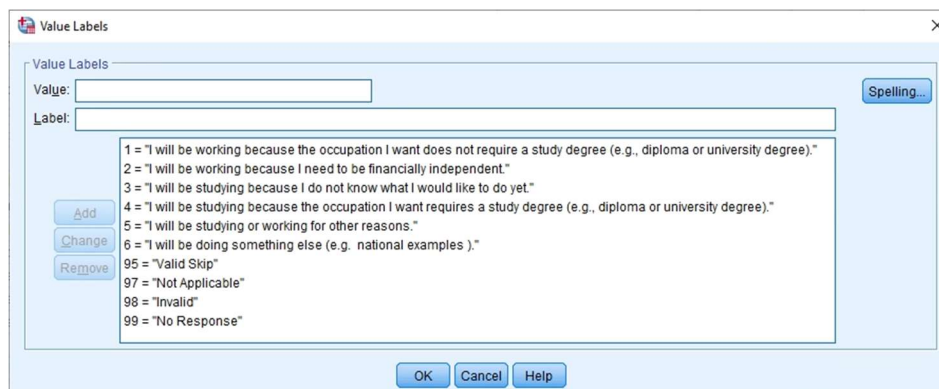 Value Labels
Value Labels
Value:
Spelling...
Label:
1 = "I will be working because the occupation I want does not require a study degree (e.g., diploma or university degree)."
2 = "I will be working because I need to be financially independent."
3 = "I will be studying because I do not know what I would like to do yet."
4 = "I will be studying because the occupation I want requires a study degree (e.g., diploma or university degree)."
5 = "I will be studying or working for other reasons."
6 = "I will be doing something else (e.g.  national examples )."
95 = "Valid Skip"
97 = "Not Applicable"
98 = "Invalid"
99 = "No Response"
Add
Change
Remove
OK
Cancel
Help